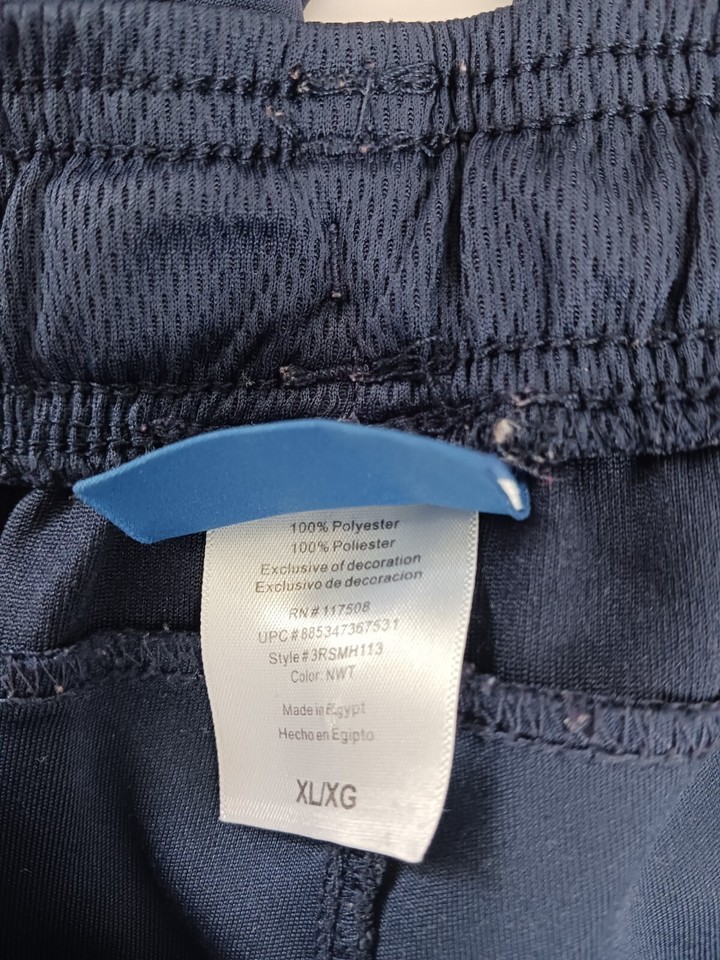 100% Polyester
100% Poliester
Exclusive of decoration
Exclusivo de decoracion
RN # 117508
UPC # 885347367531
Style # 3RSMH113
Color: NWT
Made in Egypt
Hecho en Egipto
XL/XG